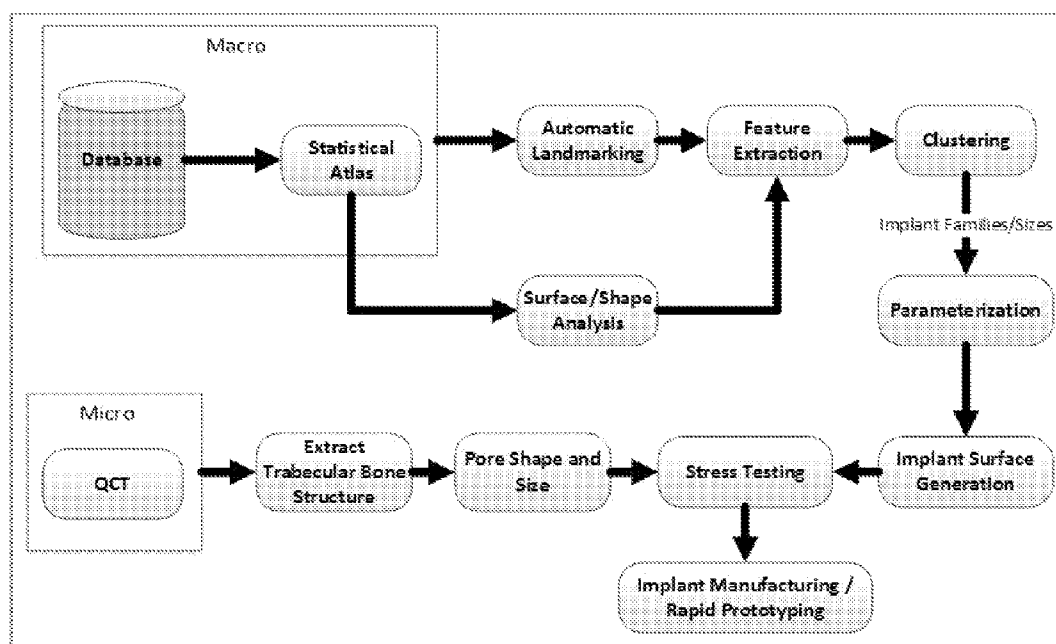 Macro
Database
Statistical
Atlas
Automatic
Landmarking
Feature
Extraction
Clustering
Implant Families/Sizes
Surface/Shape
Analysis
Parameterization
Micro
QCT
Extract
Trabecular Bone
Structure
Pore Shape and
Size
Stress Testing
Implant Surface
Generation
Implant Manufacturing /
Rapid Prototyping